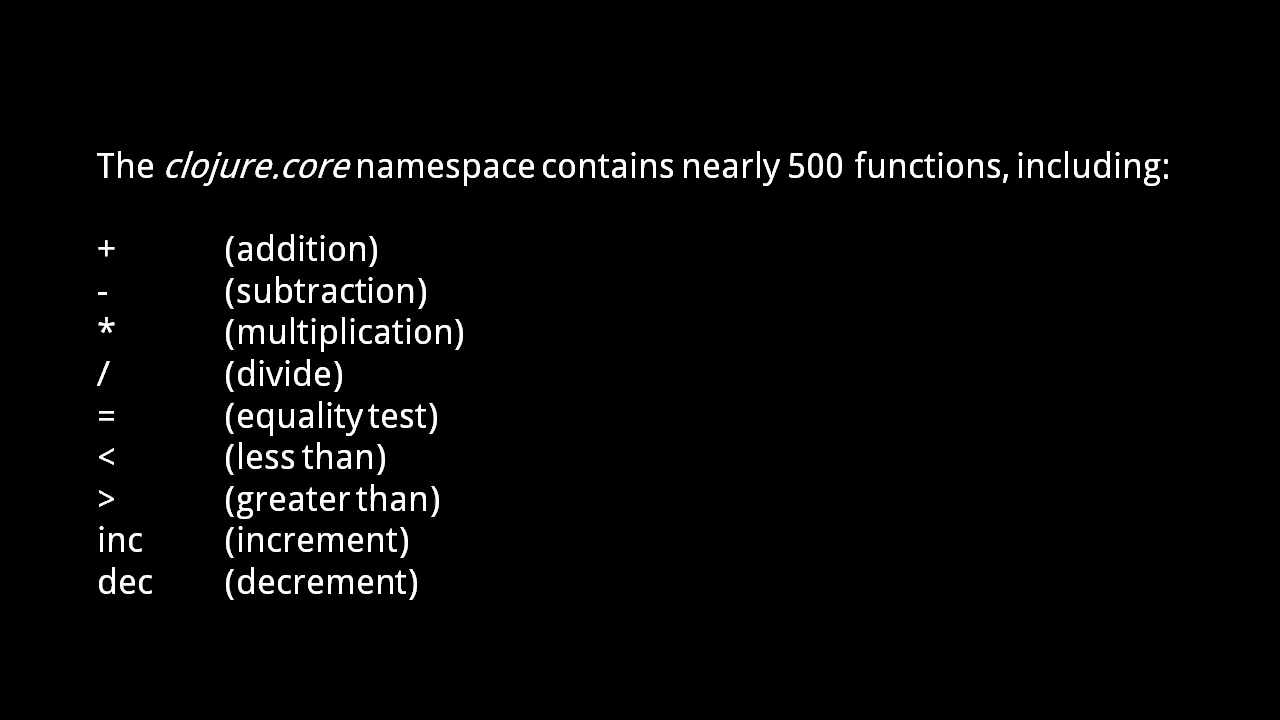 The clojure.core namespace contains nearly 500 functions, including:
+ (addition)
- (subtraction)
* (multiplication)
/ (divide)
= (equality test)
< (less than)
> (greater than)
inc (increment)
dec (decrement)